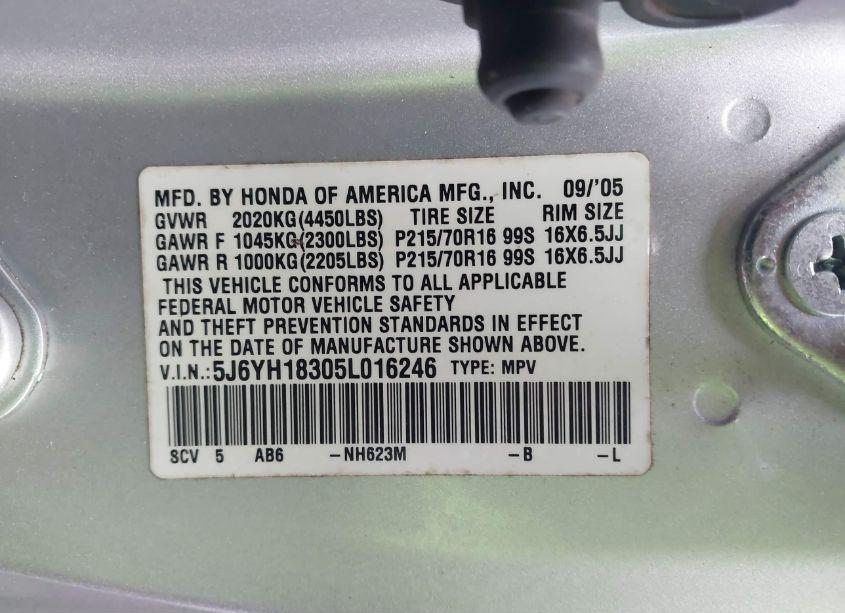 MFD. BY HONDA OF AMERICA MFG., INC. 09/'05
GVWR 2020KG(4450LBS) TIRE SIZE RIM SIZE
GAWR F 1045KG(2300LBS) P215/70R16 99S 16X6.5JJ
GAWR R 1000KG(2205LBS) P215/70R16 99S 16X6.5JJ
THIS VEHICLE CONFORMS TO ALL APPLICABLE
FEDERAL MOTOR VEHICLE SAFETY
AND THEFT PREVENTION STANDARDS IN EFFECT
ON THE DATE OF MANUFACTURE SHOWN ABOVE.
V.I.N.:5J6YH18305L016246 TYPE: MPV
SCV 5 AB6 -NH623M -B -L